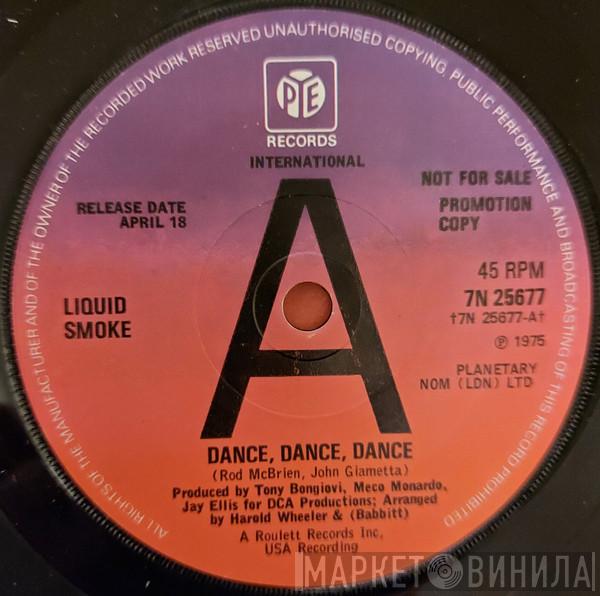 ALL RIGHTS OF THE MANUFACTURER AND OF THE OWNER OF THE RECORDED WORK RESERVED UNAUTHORISED COPYING, PUBLIC PERFORMANCE AND BROADCASTING OF THIS RECORD PROHIBITED
PYE
RECORDS
INTERNATIONAL
NOT FOR SALE
PROMOTION
COPY
RELEASE DATE
APRIL 18
A
45 RPM
7N 25677
†7N 25677-A†
℗ 1975
LIQUID
SMOKE
PLANETARY
NOM (LDN) LTD
DANCE, DANCE, DANCE
(Rod McBrien, John Giametta)
Produced by Tony Bongiovi, Meco Monardo,
Jay Ellis for DCA Productions; Arranged
by Harold Wheeler & (Babbitt)
A Roulett Records Inc,
USA Recording
МАРКЕТ ВИНИЛА